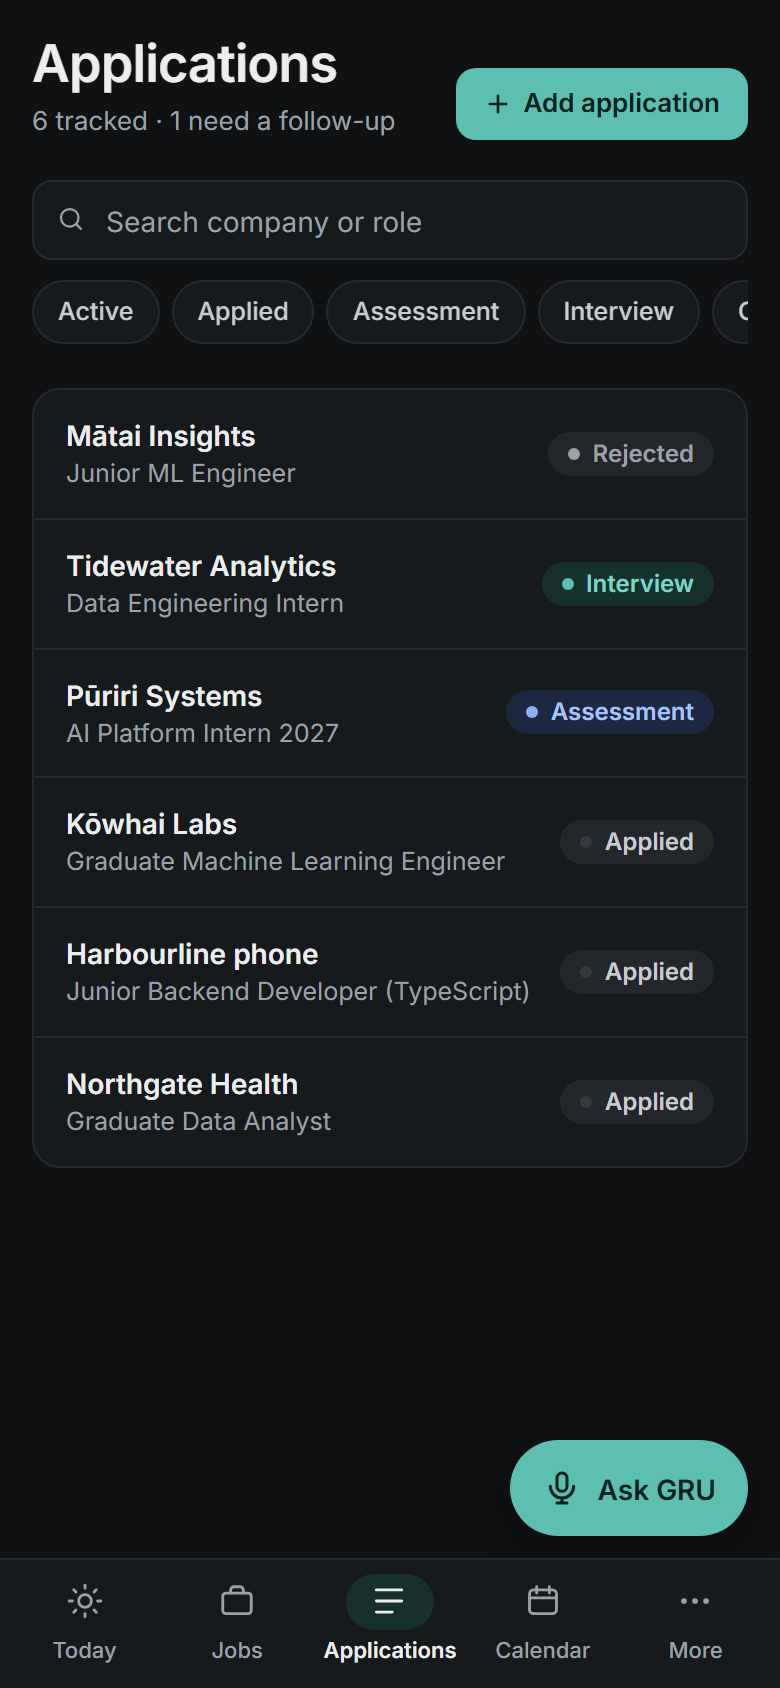 Applications
6 tracked · 1 need a follow-up
Add application
Search company or role
Active
Applied
Assessment
Interview
Mātai Insights
Junior ML Engineer
Rejected
Tidewater Analytics
Data Engineering Intern
Interview
Pūriri Systems
AI Platform Intern 2027
Assessment
Kōwhai Labs
Graduate Machine Learning Engineer
Applied
Harbourline phone
Junior Backend Developer (TypeScript)
Applied
Northgate Health
Graduate Data Analyst
Applied
Ask GRU
Today
Jobs
Applications
Calendar
More